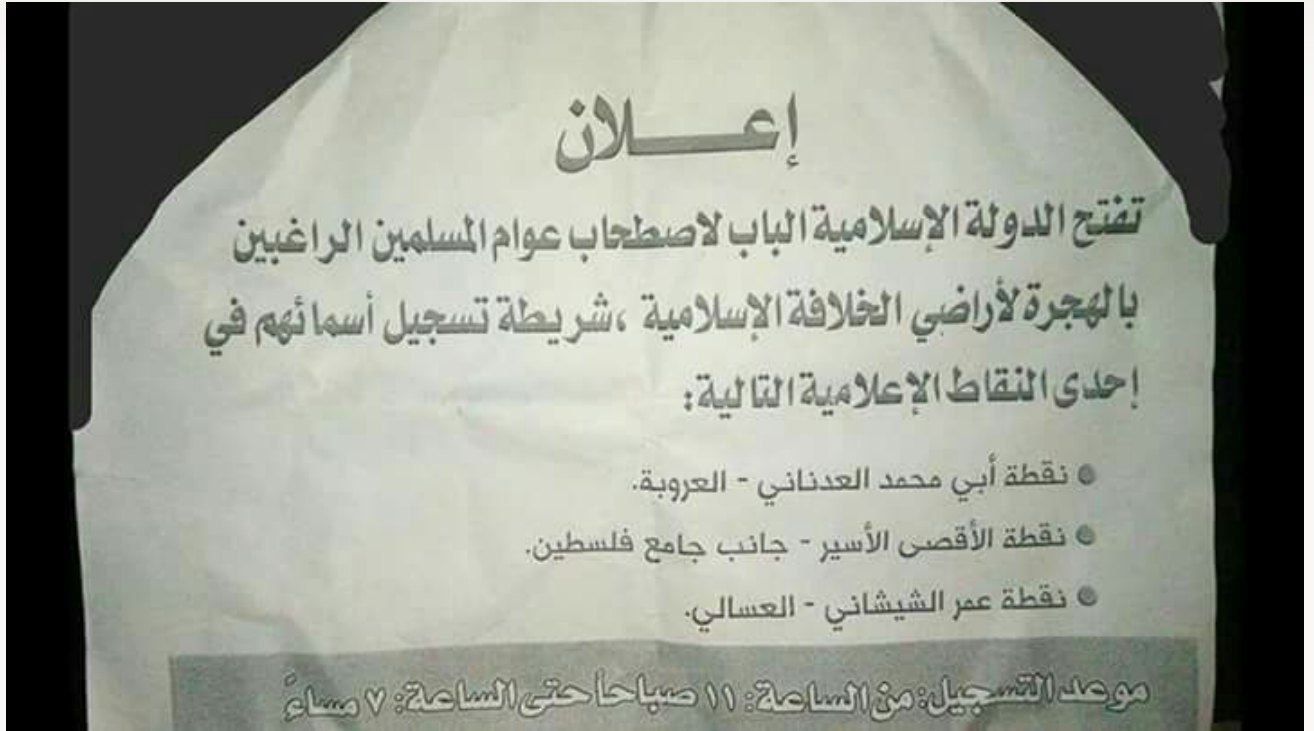 إعـــــلان
تفتح الدولة الإسلامية الباب لاصطحاب عوام المسلمين الراغبين
بالهجرة لأراضي الخلافة الإسلامية ،شريطة تسجيل أسمائهم في
إحدى النقاط الإعلامية التالية:
نقطة أبي محمد العدناني - العروبة.
نقطة الأقصى الأسير - جانب جامع فلسطين.
نقطة عمر الشيشاني - العسالي.
موعد التسجيل: من الساعة: ١١ صباحاً حتى الساعة: ٧ مساءً